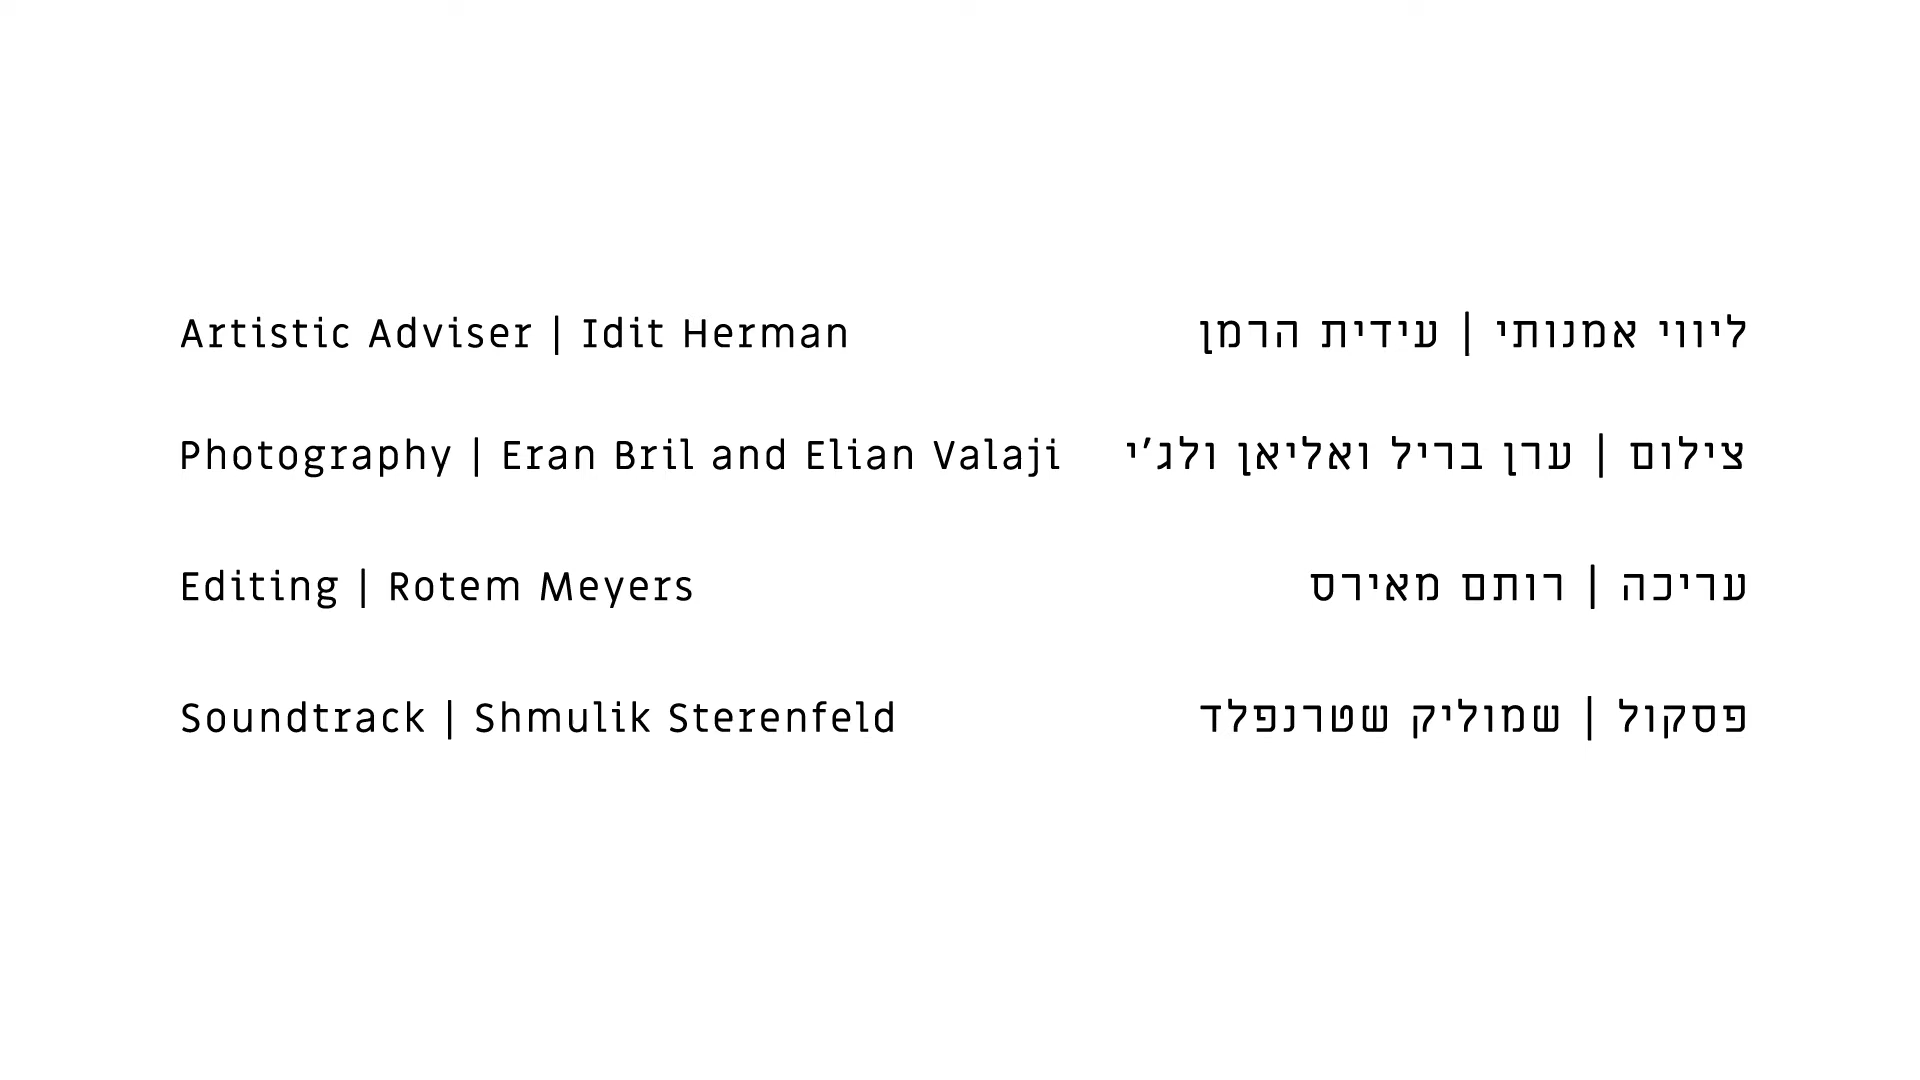 Artistic Adviser | Idit Herman
ליווי אמנותי | עידית הרמן
Photography | Eran Bril and Elian Valaji
צילום | ערן בריל ואליאן ולג'י
Editing | Rotem Meyers
עריכה | רותם מאירס
Soundtrack | Shmulik Sterenfeld
פסקול | שמוליק שטרנפלד